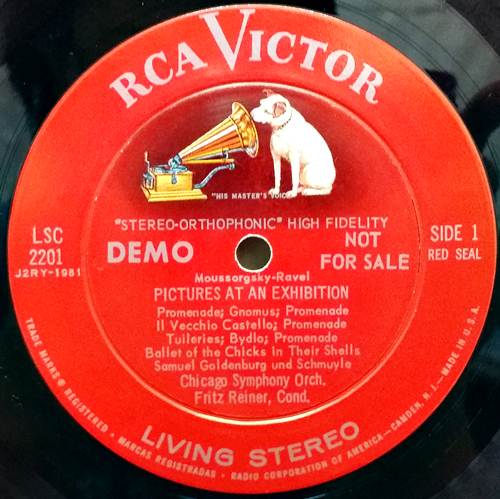 RCA VICTOR
"HIS MASTER'S VOICE"
"STEREO-ORTHOPHONIC" HIGH FIDELITY
LSC
2201
J2RY-1981
DEMO
NOT
FOR SALE
SIDE 1
RED SEAL
Moussorgsky-Ravel
PICTURES AT AN EXHIBITION
Promenade; Gnomus; Promenade
Il Vecchio Castello; Promenade
Tuileries; Bydlo; Promenade
Ballet of the Chicks in Their Shells
Samuel Goldenburg und Schmuyle
Chicago Symphony Orch.
Fritz Reiner, Cond.
LIVING STEREO
TRADE MARKS ® REGISTERED • MARCAS REGISTRADAS • RADIO CORPORATION OF AMERICA—CAMDEN, N.J.—MADE IN U.S.A.